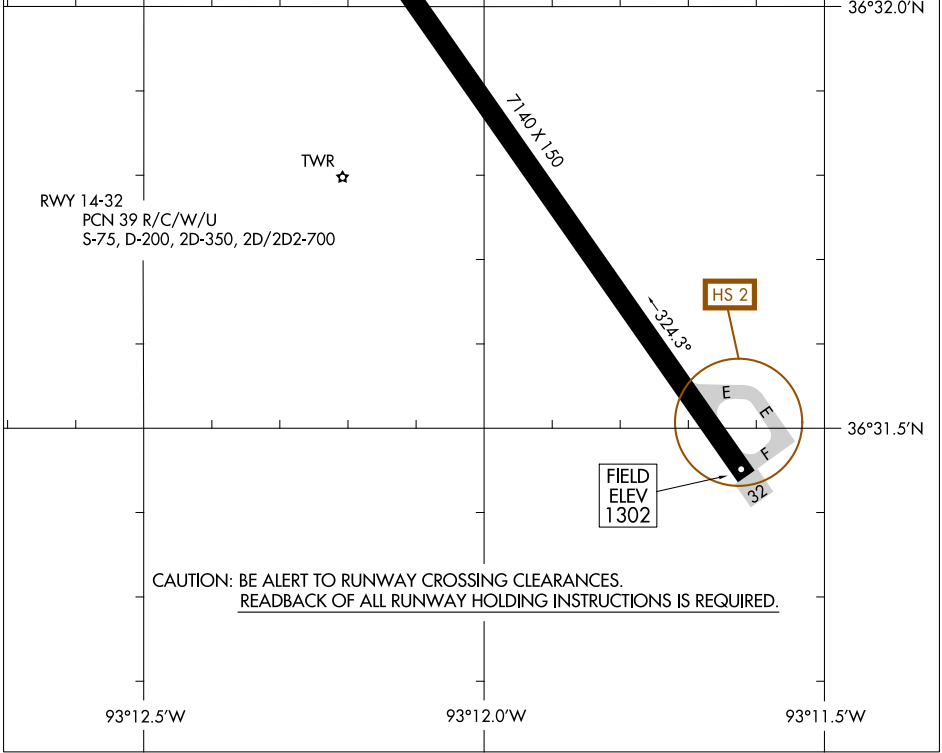 36°32.0'N
7140 X 150
TWR
RWY 14-32
PCN 39 R/C/W/U
S-75, D-200, 2D-350, 2D/2D2-700
HS 2
324.3°
E
E
36°31.5'N
F
FIELD
ELEV
1302
32
CAUTION: BE ALERT TO RUNWAY CROSSING CLEARANCES.
READBACK OF ALL RUNWAY HOLDING INSTRUCTIONS IS REQUIRED.
93°12.5'W
93°12.0'W
93°11.5'W